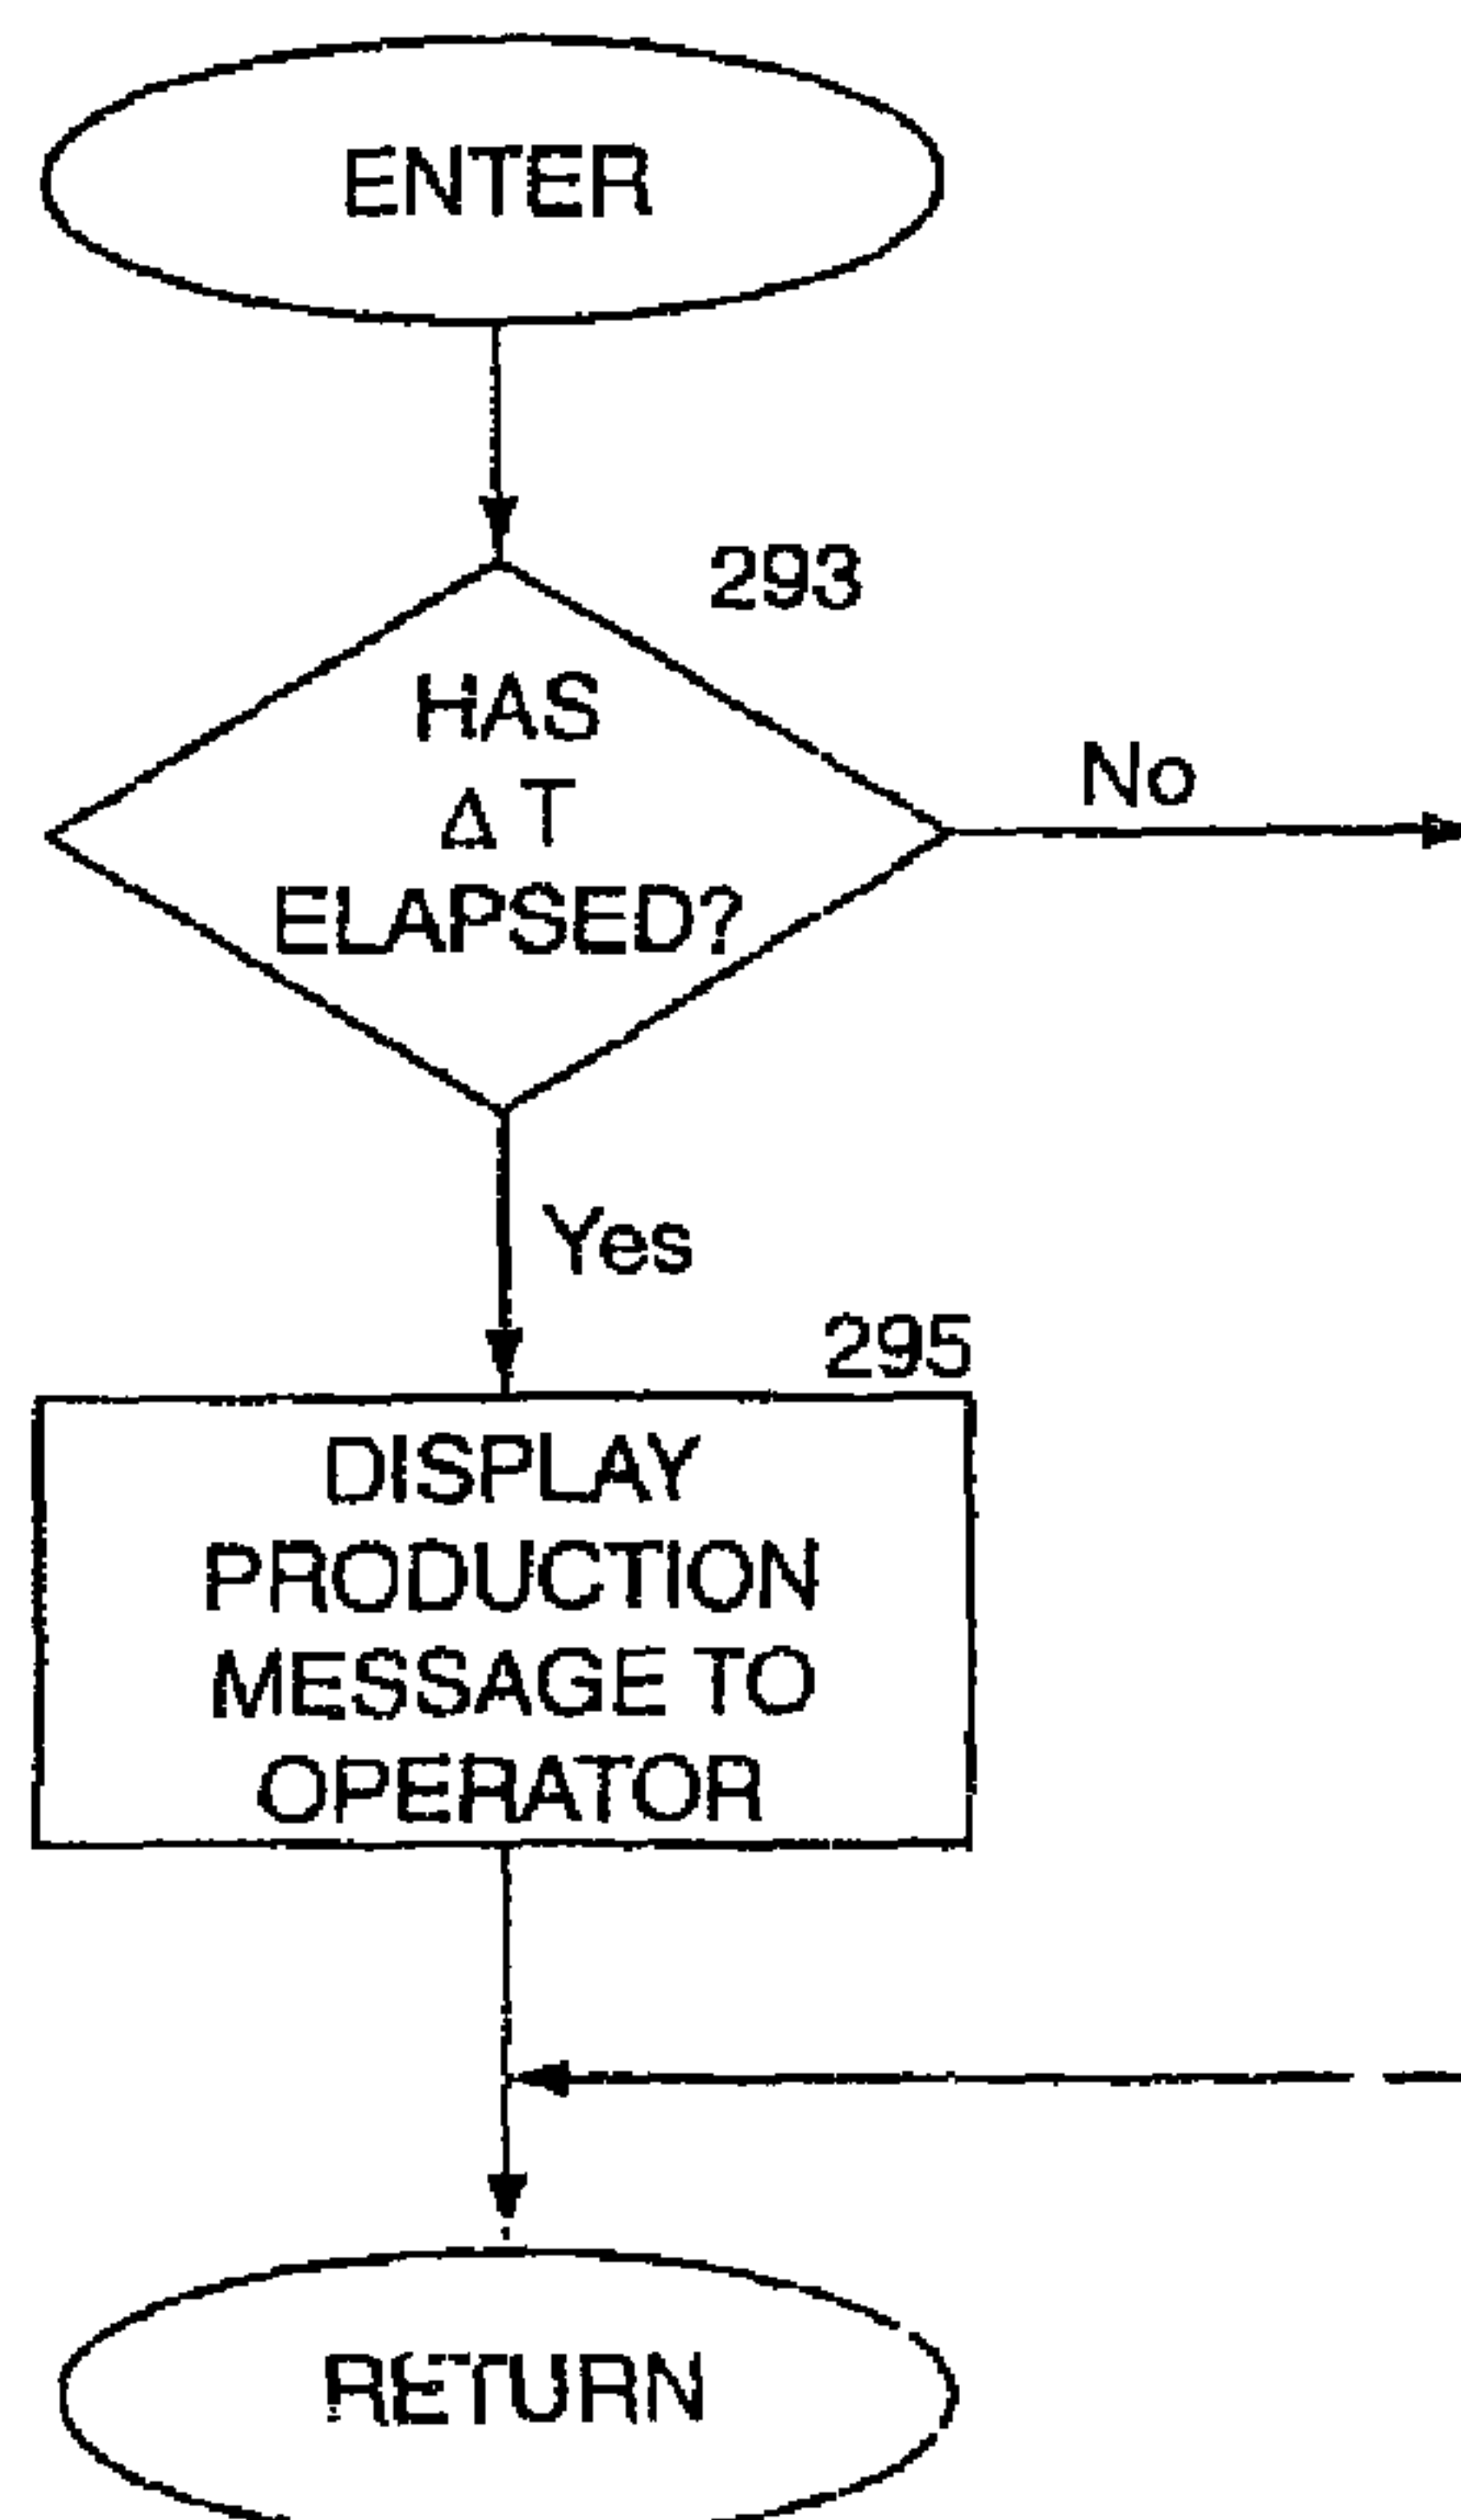 ENTER
293
HAS
Δ T
ELAPSED?
No
Yes
295
DISPLAY
PRODUCTION
MESSAGE TO
OPERATOR
RETURN